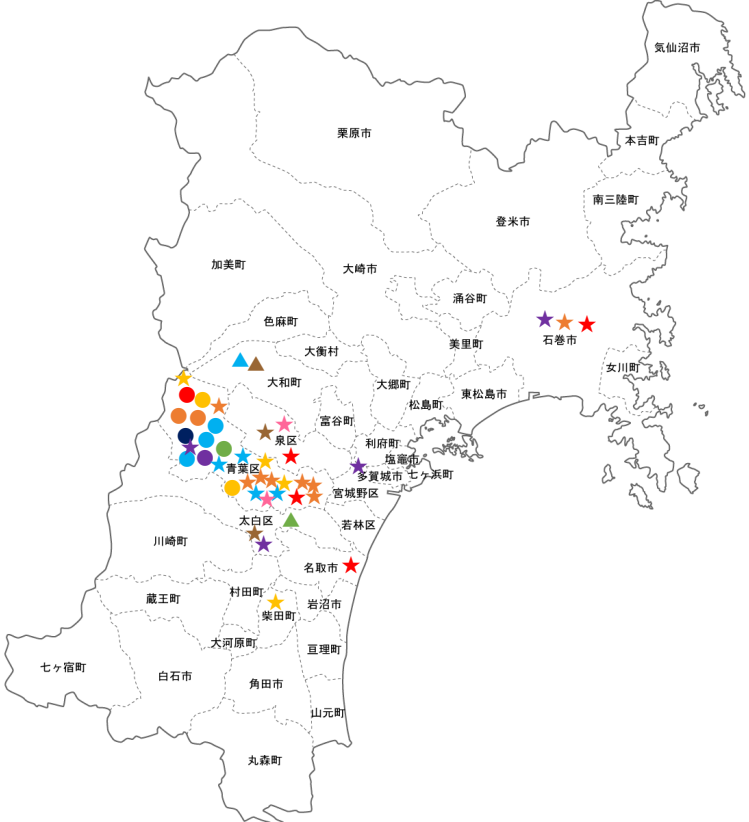 気仙沼市
栗原市
本吉町
南三陸町
登米市
加美町
大崎市
涌谷町
色麻町
石巻市
美里町
大衡村
女川町
大和町
大郷町
東松島市
松島町
富谷町
泉区
利府町
塩竈市
青葉区
多賀城市
七ヶ浜町
宮城野区
太白区
若林区
川崎町
名取市
村田町
蔵王町
岩沼市
柴田町
大河原町
亘理町
七ヶ宿町
白石市
角田市
山元町
丸森町